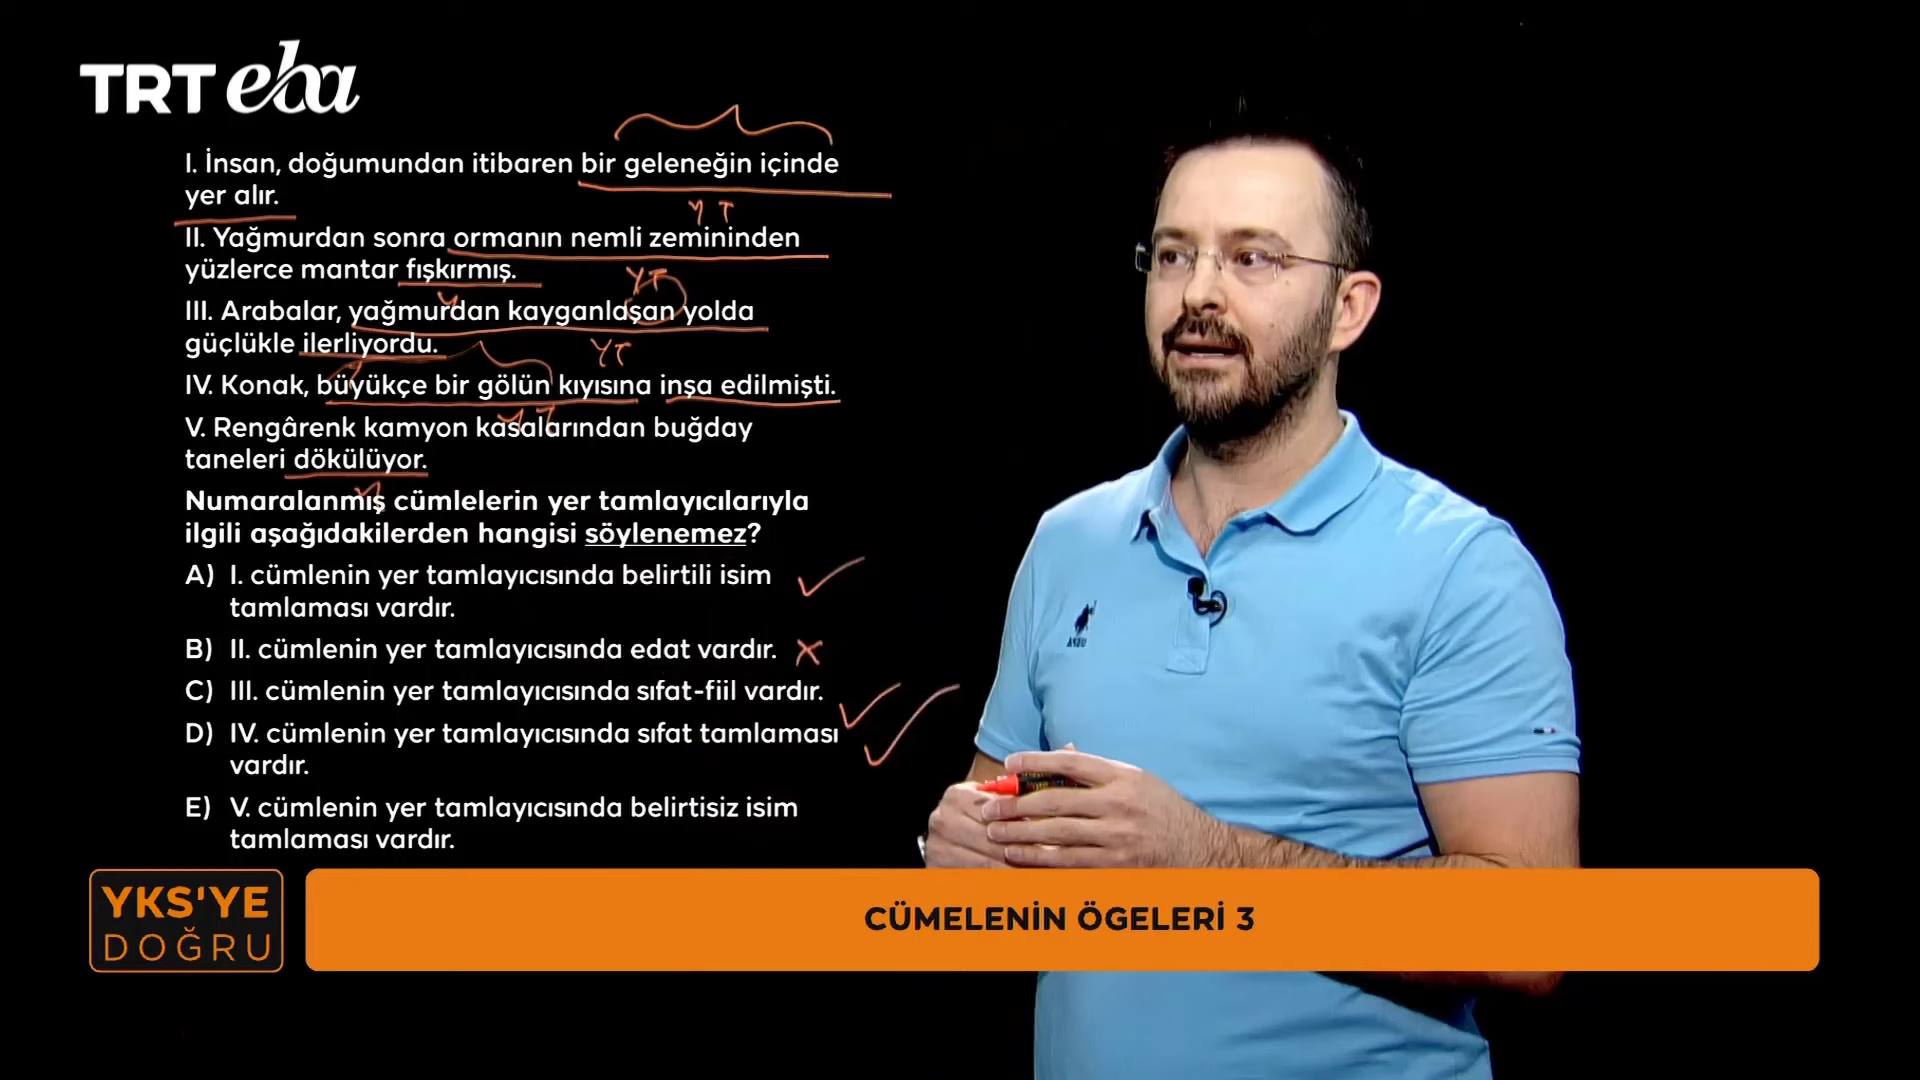 TRT eba
I. İnsan, doğumundan itibaren bir geleneğin içinde
yer alır.
Y T
II. Yağmurdan sonra ormanın nemli zemininden
yüzlerce mantar fışkırmış.
YT
Y
III. Arabalar, yağmurdan kayganlaşan yolda
güçlükle ilerliyordu.
YT
IV. Konak, büyükçe bir gölün kıyısına inşa edilmişti.
V. Rengârenk kamyon kasalarından buğday
taneleri dökülüyor.
Numaralanmış cümlelerin yer tamlayıcılarıyla
ilgili aşağıdakilerden hangisi söylenemez?
A) I. cümlenin yer tamlayıcısında belirtili isim
tamlaması vardır.
B) II. cümlenin yer tamlayıcısında edat vardır.
C) III. cümlenin yer tamlayıcısında sıfat-fiil vardır.
D) IV. cümlenin yer tamlayıcısında sıfat tamlaması
vardır.
E) V. cümlenin yer tamlayıcısında belirtisiz isim
tamlaması vardır.
YKS'YE
DOĞRU
CÜMELENİN ÖGELERİ 3